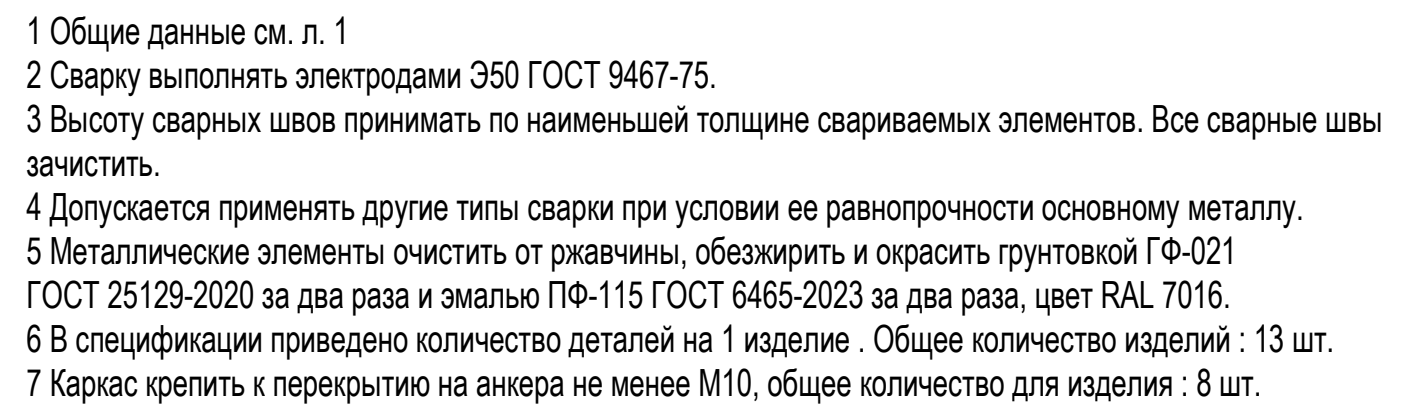 1 Общие данные см. л. 1
2 Сварку выполнять электродами Э50 ГОСТ 9467-75.
3 Высоту сварных швов принимать по наименьшей толщине свариваемых элементов. Все сварные швы
зачистить.
4 Допускается применять другие типы сварки при условии ее равнопрочности основному металлу.
5 Металлические элементы очистить от ржавчины, обезжирить и окрасить грунтовкой ГФ-021
ГОСТ 25129-2020 за два раза и эмалью ПФ-115 ГОСТ 6465-2023 за два раза, цвет RAL 7016.
6 В спецификации приведено количество деталей на 1 изделие . Общее количество изделий : 13 шт.
7 Каркас крепить к перекрытию на анкера не менее М10, общее количество для изделия : 8 шт.